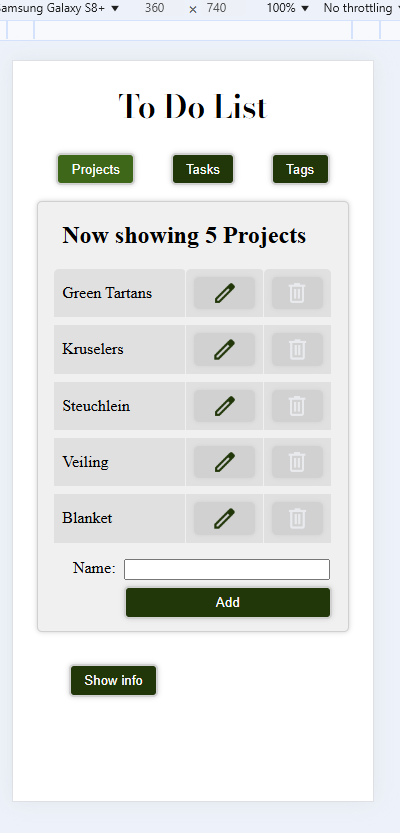 Samsung Galaxy S8+ ▼ 360 × 740 100% ▼ No throttling
To Do List
Projects Tasks Tags
Now showing 5 Projects
Green Tartans
Kruselers
Steuchlein
Veiling
Blanket
Name:
Add
Show info